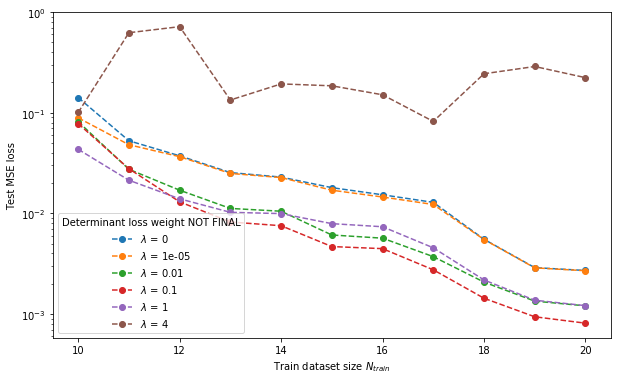 10⁰
10⁻¹
10⁻²
10⁻³
Test MSE loss
Determinant loss weight NOT FINAL
λ = 0
λ = 1e-05
λ = 0.01
λ = 0.1
λ = 1
λ = 4
10 12 14 16 18 20
Train dataset size N_train